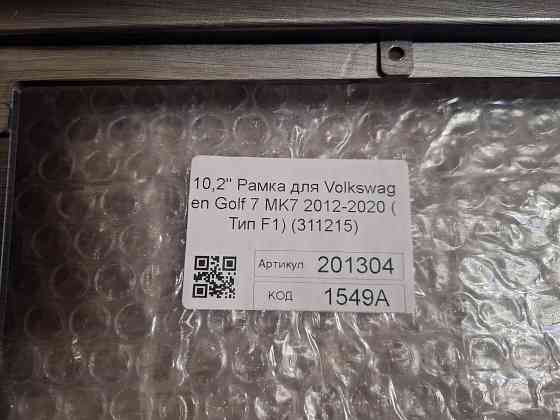 10,2" Рамка для Volkswag
en Golf 7 MK7 2012-2020 (
Тип F1) (311215)
Артикул 201304
КОД 1549A